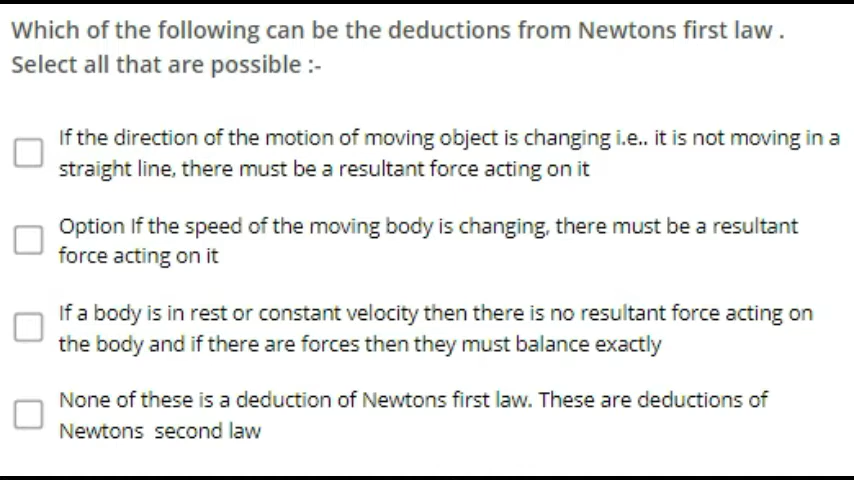 Which of the following can be the deductions from Newtons first law .
Select all that are possible :-
If the direction of the motion of moving object is changing i.e.. it is not moving in a
straight line, there must be a resultant force acting on it
Option If the speed of the moving body is changing, there must be a resultant
force acting on it
If a body is in rest or constant velocity then there is no resultant force acting on
the body and if there are forces then they must balance exactly
None of these is a deduction of Newtons first law. These are deductions of
Newtons  second law